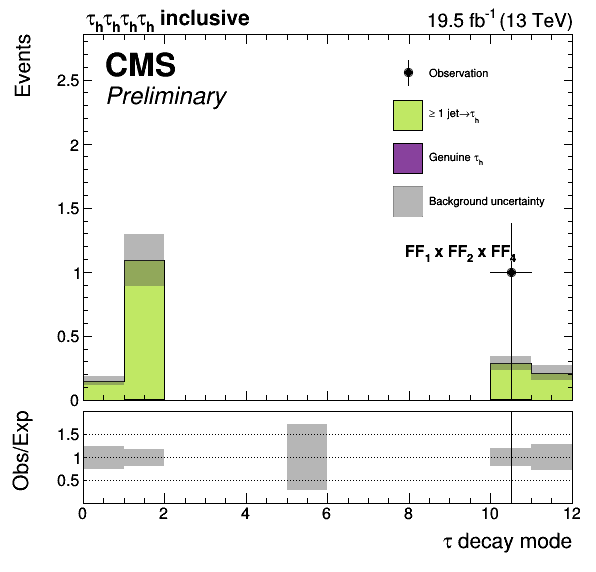 τhτhτhτh inclusive
19.5 fb-1 (13 TeV)
Events
CMS
Preliminary
Observation
≥ 1 jet→τh
Genuine τh
Background uncertainty
FF1 x FF2 x FF4
2.5
2
1.5
1
0.5
0
Obs/Exp
1.5
1
0.5
0 2 4 6 8 10 12
τ decay mode